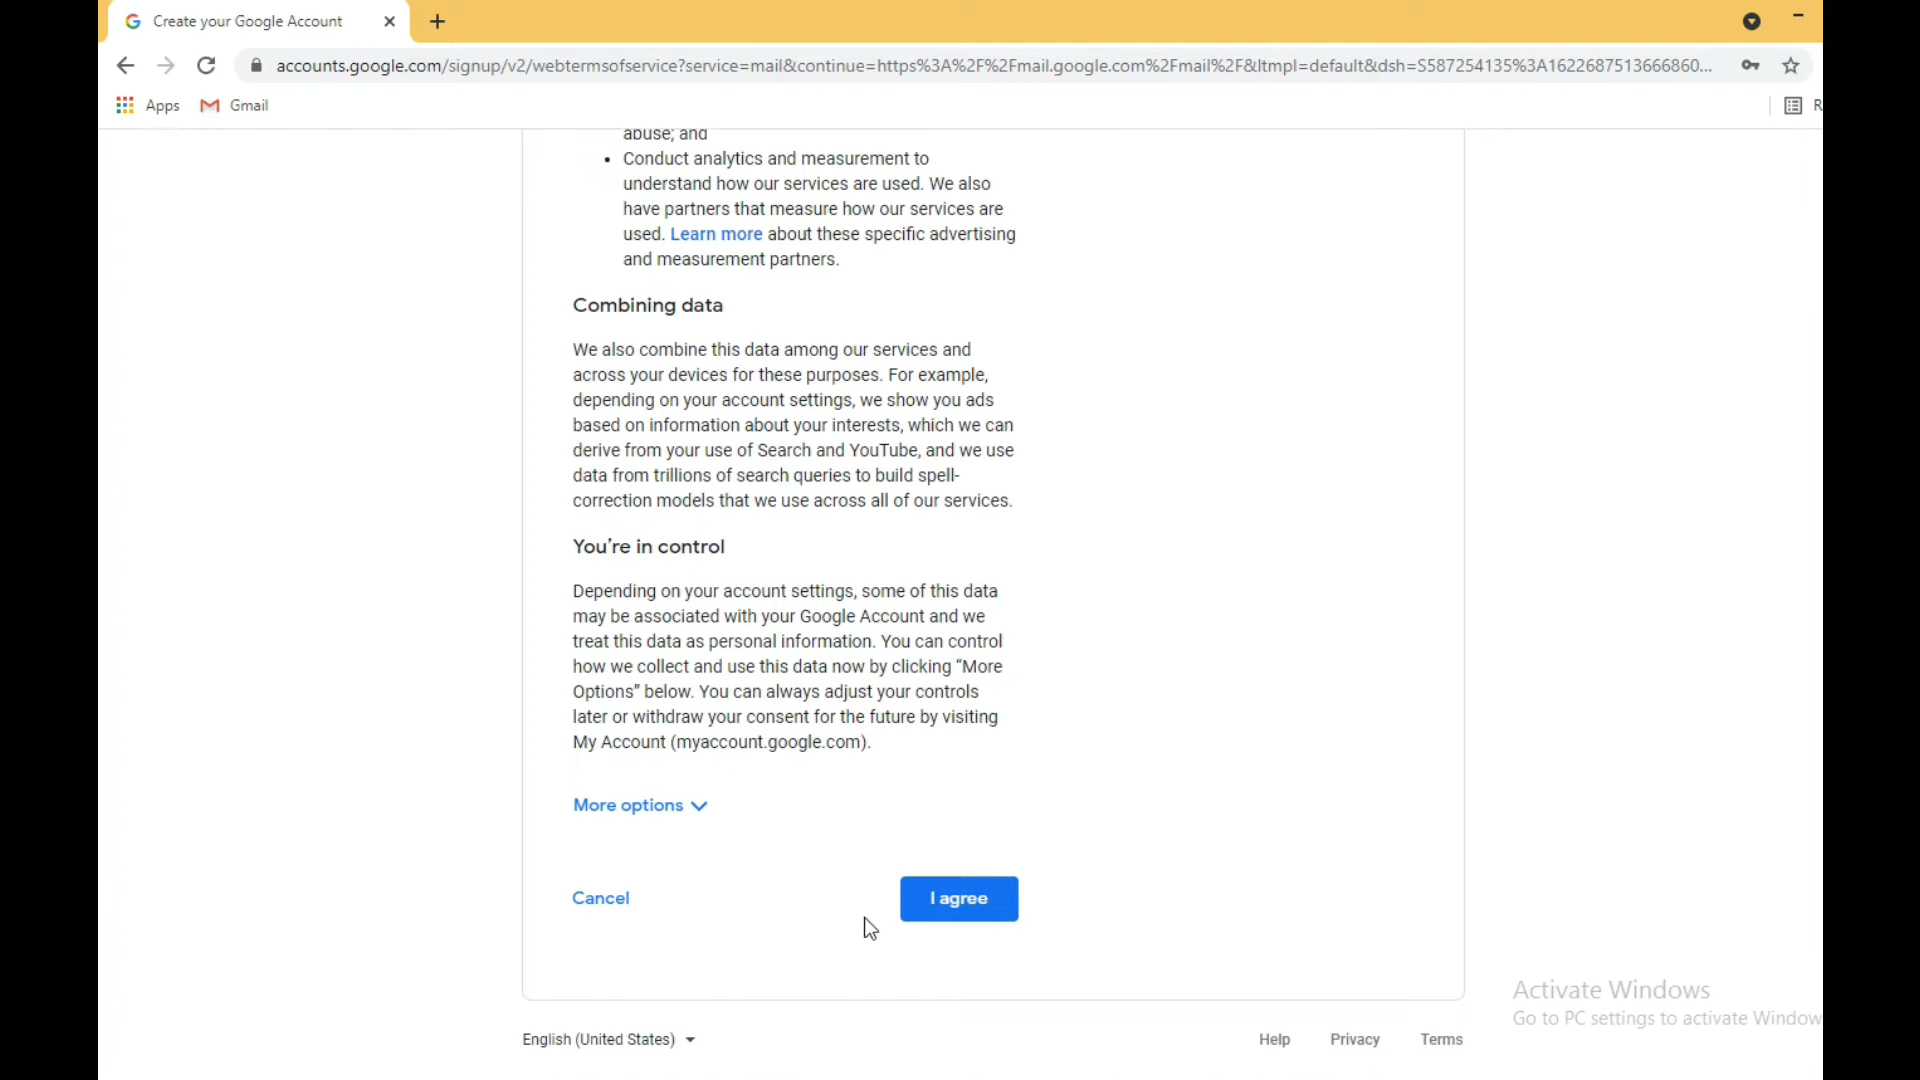 Create your Google Account
accounts.google.com/signup/v2/webtermsofservice?service=mail&continue=https%3A%2F%2Fmail.google.com%2Fmail%2F&ltmpl=default&dsh=S587254135%3A1622687513666860...
Apps Gmail R
abuse; and
• Conduct analytics and measurement to
understand how our services are used. We also
have partners that measure how our services are
used. Learn more about these specific advertising
and measurement partners.
Combining data
We also combine this data among our services and
across your devices for these purposes. For example,
depending on your account settings, we show you ads
based on information about your interests, which we can
derive from your use of Search and YouTube, and we use
data from trillions of search queries to build spell-
correction models that we use across all of our services.
You’re in control
Depending on your account settings, some of this data
may be associated with your Google Account and we
treat this data as personal information. You can control
how we collect and use this data now by clicking “More
Options” below. You can always adjust your controls
later or withdraw your consent for the future by visiting
My Account (myaccount.google.com).
More options
Cancel I agree
Activate Windows
Go to PC settings to activate Window
English (United States) Help Privacy Terms